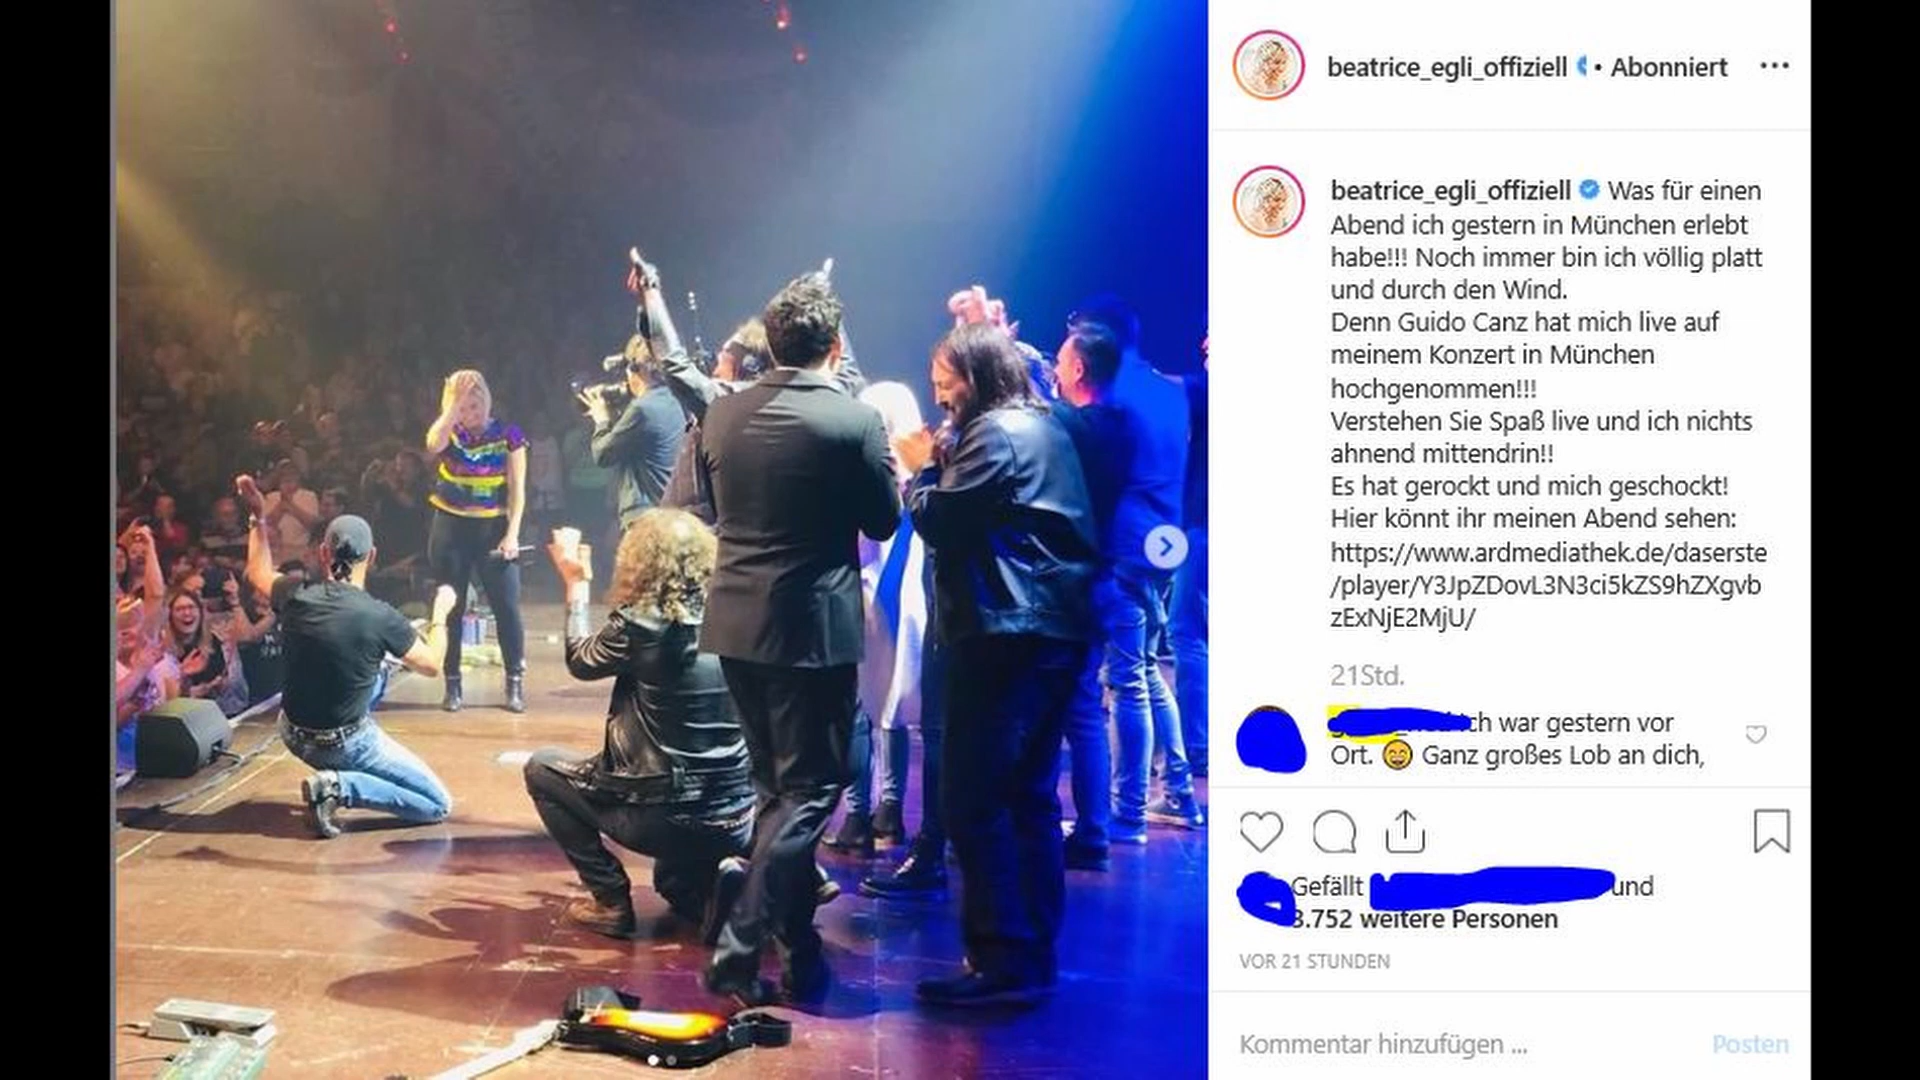 beatrice_egli_offiziell • Abonniert
beatrice_egli_offiziell Was für einen
Abend ich gestern in München erlebt
habe!!! Noch immer bin ich völlig platt
und durch den Wind.
Denn Guido Canz hat mich live auf
meinem Konzert in München
hochgenommen!!!
Verstehen Sie Spaß live und ich nichts
ahnend mittendrin!!
Es hat gerockt und mich geschockt!
Hier könnt ihr meinen Abend sehen:
https://www.ardmediathek.de/daserste
/player/Y3JpZDovL3N3ci5kZS9hZXgvb
zExNjE2MjU/
21Std.
ich war gestern vor
Ort. 😄 Ganz großes Lob an dich,
Gefällt und
3.752 weitere Personen
VOR 21 STUNDEN
Kommentar hinzufügen ... Posten